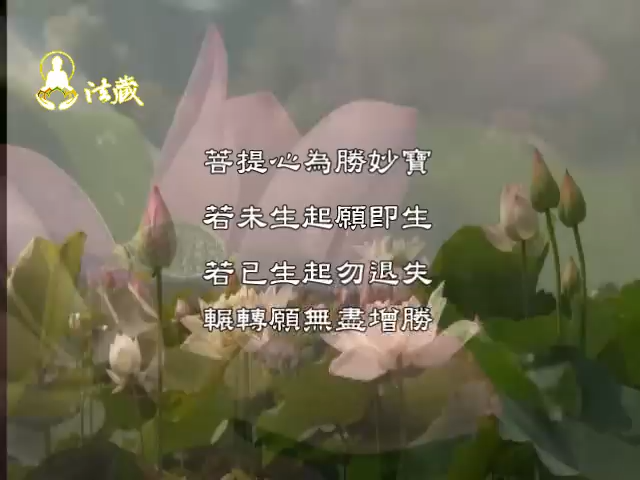 法藏
菩提心為勝妙寶
若未生起願即生
若已生起勿退失
輾轉願無盡增勝